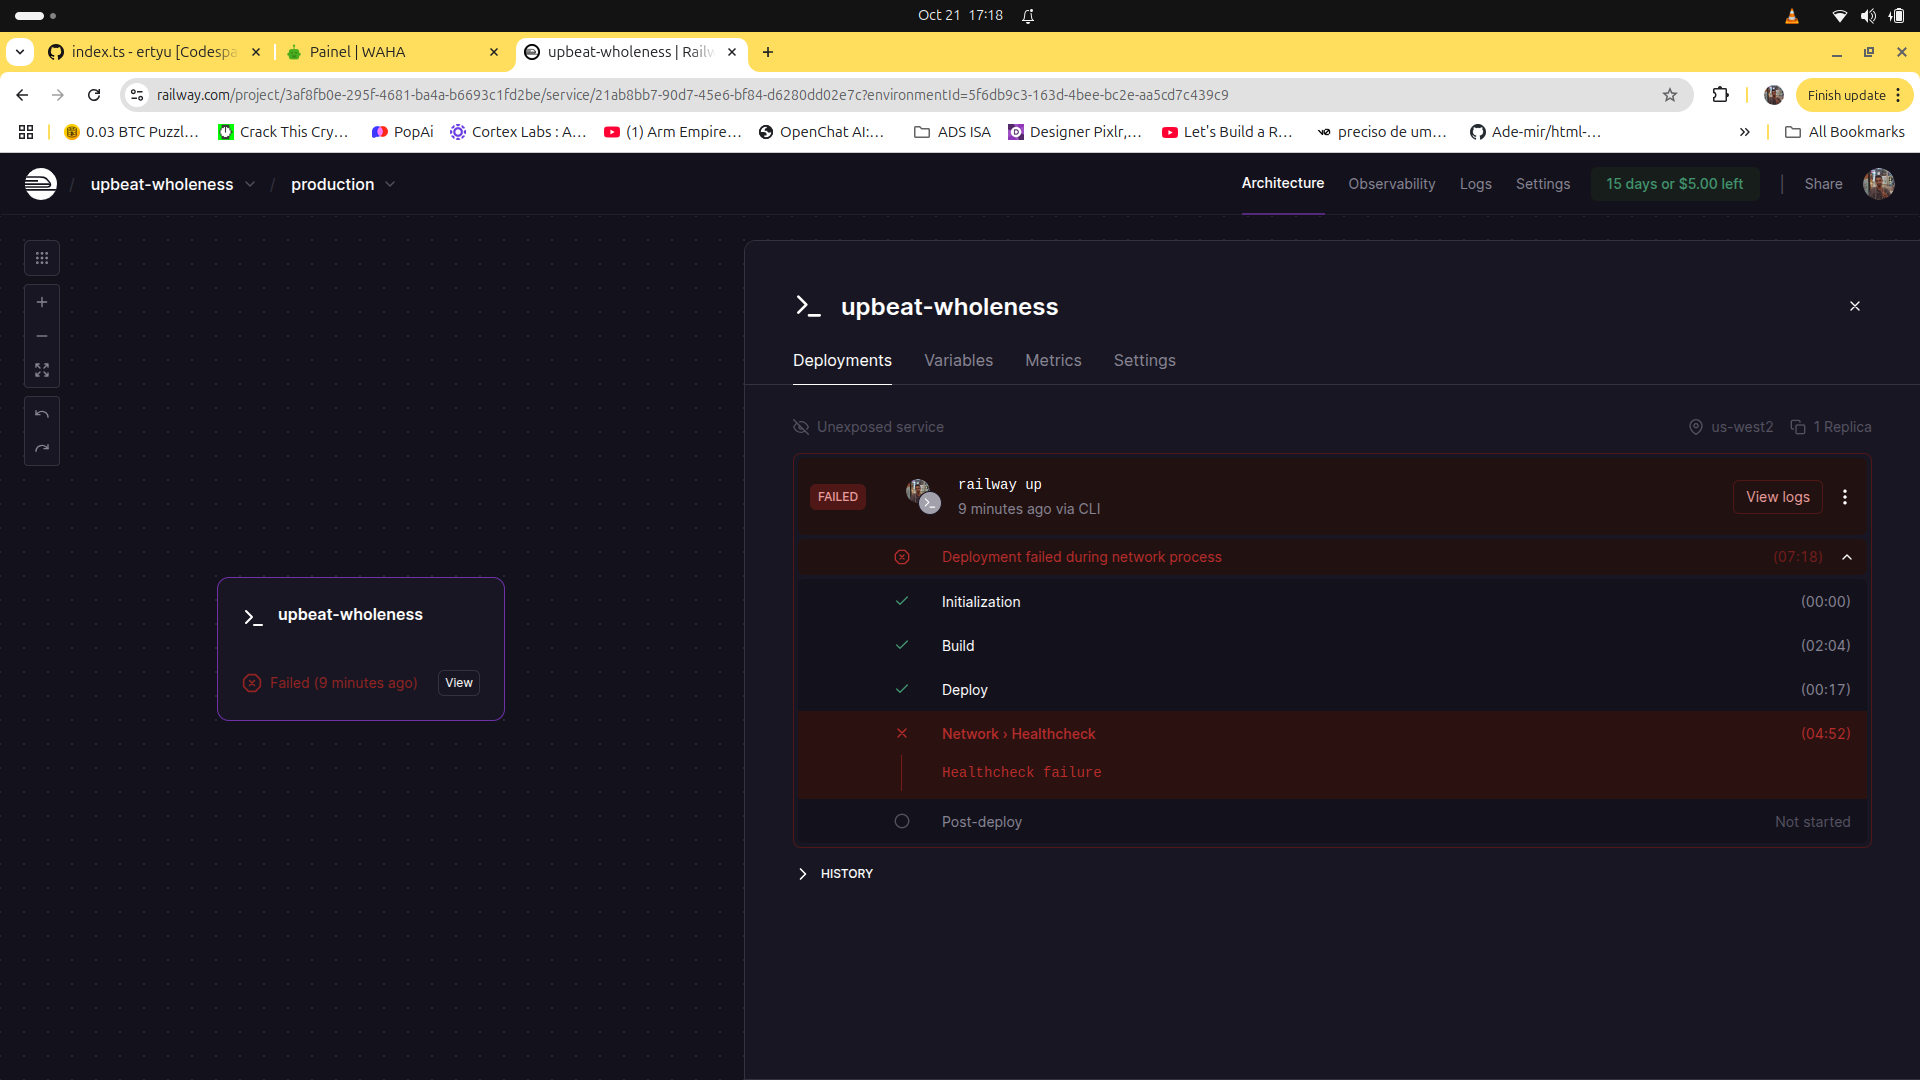 Oct 21 17:18
index.ts - ertyu [Codespa
Painel | WAHA
upbeat-wholeness | Railw
railway.com/project/3af8fb0e-295f-4681-ba4a-b6693c1fd2be/service/21ab8bb7-90d7-45e6-bf84-d6280dd02e7c?environmentId=5f6db9c3-163d-4bee-bc2e-aa5cd7c439c9
Finish update
0.03 BTC Puzzl...
Crack This Cry...
PopAi
Cortex Labs : A...
(1) Arm Empire...
OpenChat AI:...
ADS ISA
Designer Pixlr,...
Let's Build a R...
preciso de um...
Ade-mir/html-...
All Bookmarks
/ upbeat-wholeness / production
Architecture
Observability
Logs
Settings
15 days or $5.00 left
Share
upbeat-wholeness
Deployments
Variables
Metrics
Settings
Unexposed service
us-west2
1 Replica
FAILED
railway up
9 minutes ago via CLI
View logs
Deployment failed during network process
(07:18)
Initialization
(00:00)
Build
(02:04)
Deploy
(00:17)
Network › Healthcheck
(04:52)
Healthcheck failure
Post-deploy
Not started
HISTORY
upbeat-wholeness
Failed (9 minutes ago)
View